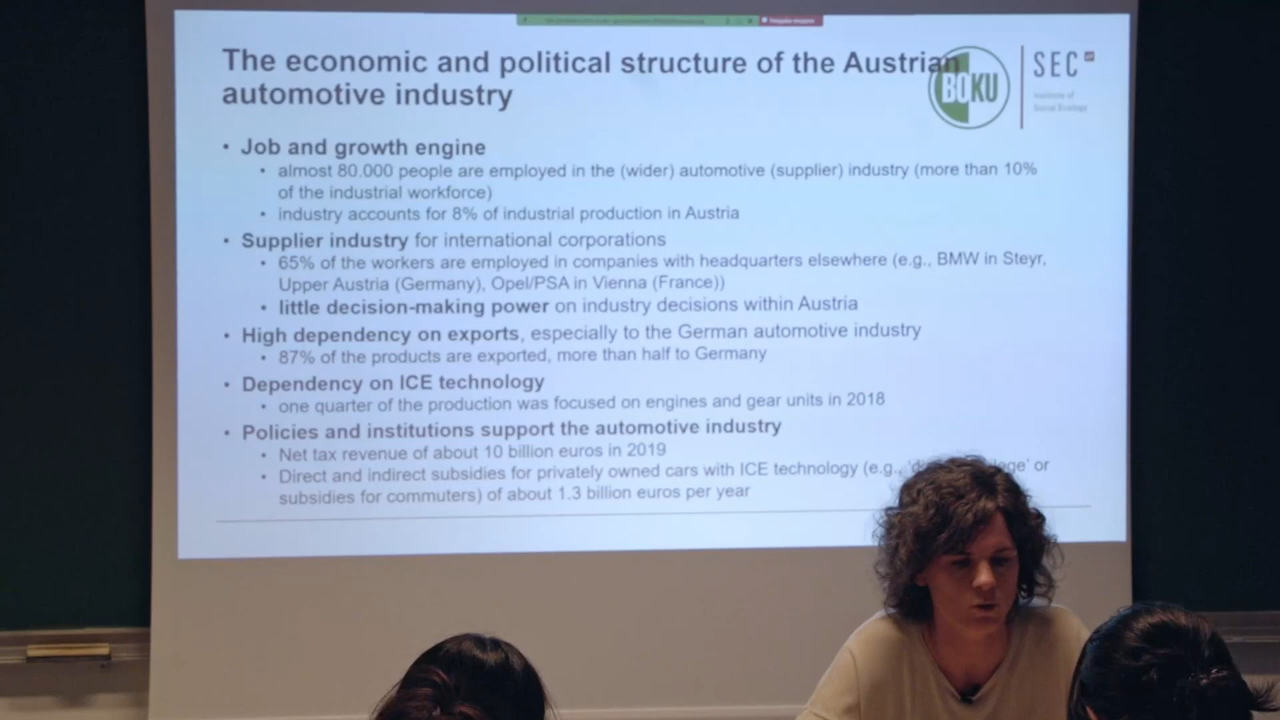 The economic and political structure of the Austrian
automotive industry
BOKU
SEC
Institute of
Social Ecology
• Job and growth engine
• almost 80.000 people are employed in the (wider) automotive (supplier) industry (more than 10%
of the industrial workforce)
• industry accounts for 8% of industrial production in Austria
• Supplier industry for international corporations
• 65% of the workers are employed in companies with headquarters elsewhere (e.g., BMW in Steyr,
Upper Austria (Germany), Opel/PSA in Vienna (France))
• little decision-making power on industry decisions within Austria
• High dependency on exports, especially to the German automotive industry
• 87% of the products are exported, more than half to Germany
• Dependency on ICE technology
• one quarter of the production was focused on engines and gear units in 2018
• Policies and institutions support the automotive industry
• Net tax revenue of about 10 billion euros in 2019
• Direct and indirect subsidies for privately owned cars with ICE technology (e.g., or
subsidies for commuters) of about 1.3 billion euros per year